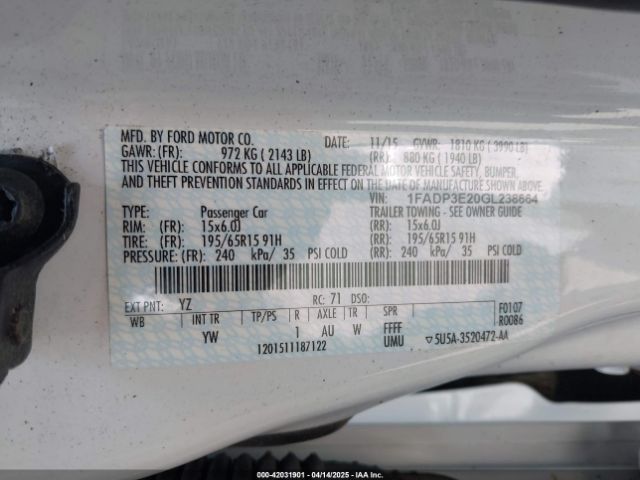 MFD. BY FORD MOTOR CO. 11/15 GVWR: 1810 KG ( 3990 LB)
GAWR: (FR): 972 KG ( 2143 LB) (RR): 880 KG ( 1940 LB)
THIS VEHICLE CONFORMS TO ALL APPLICABLE FEDERAL MOTOR VEHICLE SAFETY, BUMPER,
AND THEFT PREVENTION STANDARDS IN EFFECT ON THE DATE OF MANUFACTURE SHOWN ABOVE.
VIN: 1FADP3E20GL238664
TYPE: Passenger Car TRAILER TOWING - SEE OWNER GUIDE
RIM: (FR): 15x6.0J (RR): 15x6.0J
TIRE: (FR): 195/65R15 91H (RR): 195/65R15 91H
PRESSURE: (FR): 240 kPa/ 35 PSI COLD (RR): 240 kPa/ 35 PSI COLD
EXT PNT: YZ RC: 71 DSO: F0107
WB INT TR TP/PS R AXLE TR SPR R0086
YW 1 AU W FFFF
1201511187122 UMU 5U5A-3520472-AA
000-42031901 - 04/14/2025 - IAAI.com